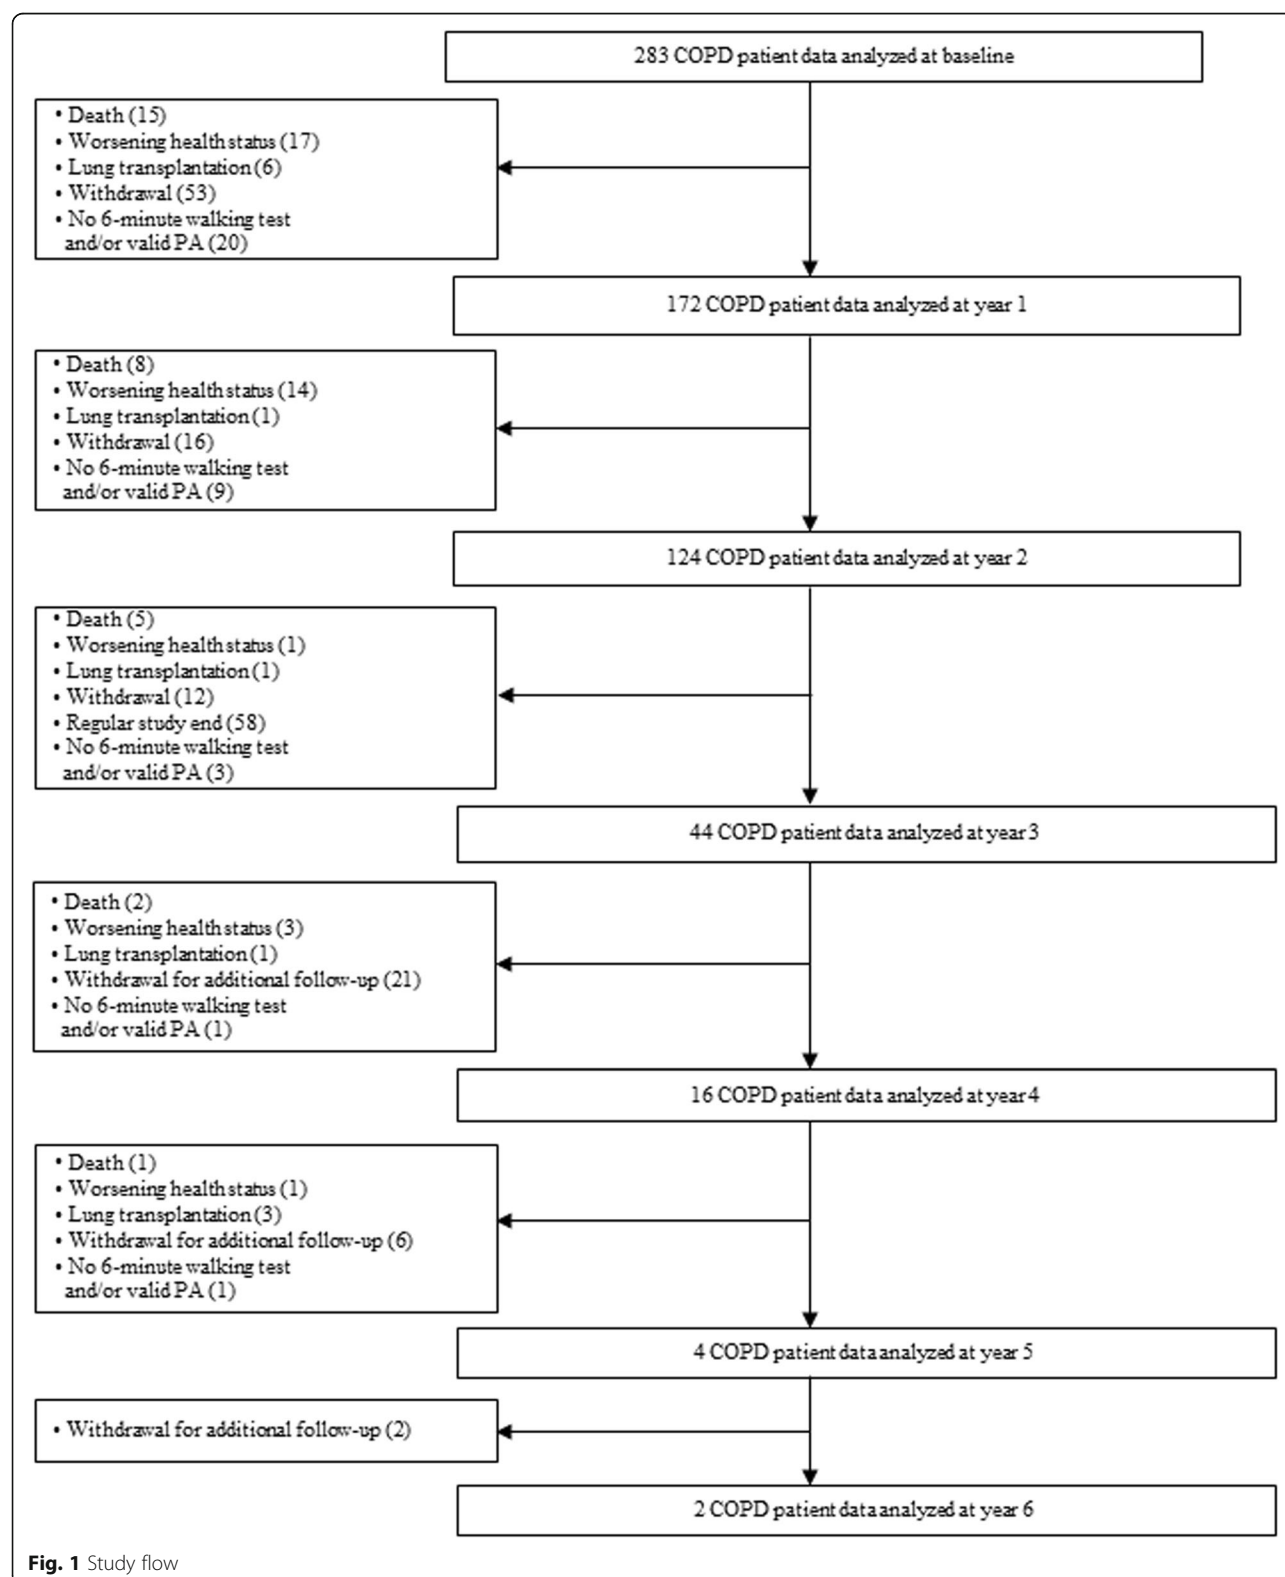 283 COPD patient data analyzed at baseline
• Death (15)
• Worsening health status (17)
• Lung transplantation (6)
• Withdrawal (53)
• No 6-minute walking test
and/or valid PA (20)
172 COPD patient data analyzed at year 1
• Death (8)
• Worsening health status (14)
• Lung transplantation (1)
• Withdrawal (16)
• No 6-minute walking test
and/or valid PA (9)
124 COPD patient data analyzed at year 2
• Death (5)
• Worsening health status (1)
• Lung transplantation (1)
• Withdrawal (12)
• Regular study end (58)
• No 6-minute walking test
and/or valid PA (3)
44 COPD patient data analyzed at year 3
• Death (2)
• Worsening health status (3)
• Lung transplantation (1)
• Withdrawal for additional follow-up (21)
• No 6-minute walking test
and/or valid PA (1)
16 COPD patient data analyzed at year 4
• Death (1)
• Worsening health status (1)
• Lung transplantation (3)
• Withdrawal for additional follow-up (6)
• No 6-minute walking test
and/or valid PA (1)
4 COPD patient data analyzed at year 5
• Withdrawal for additional follow-up (2)
2 COPD patient data analyzed at year 6
Fig. 1 Study flow